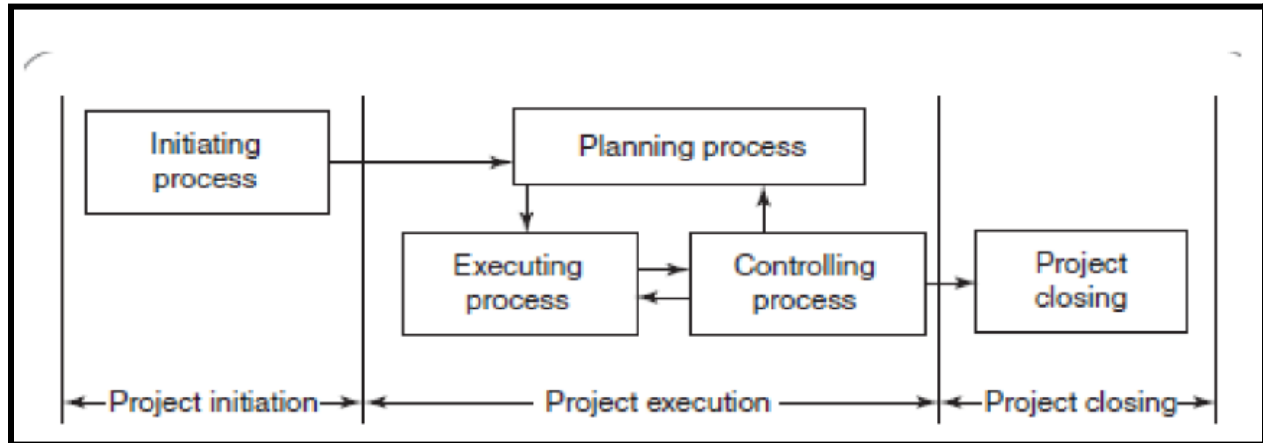 Initiating
process
Planning process
Executing
process
Controlling
process
Project
closing
Project initiation
Project execution
Project closing